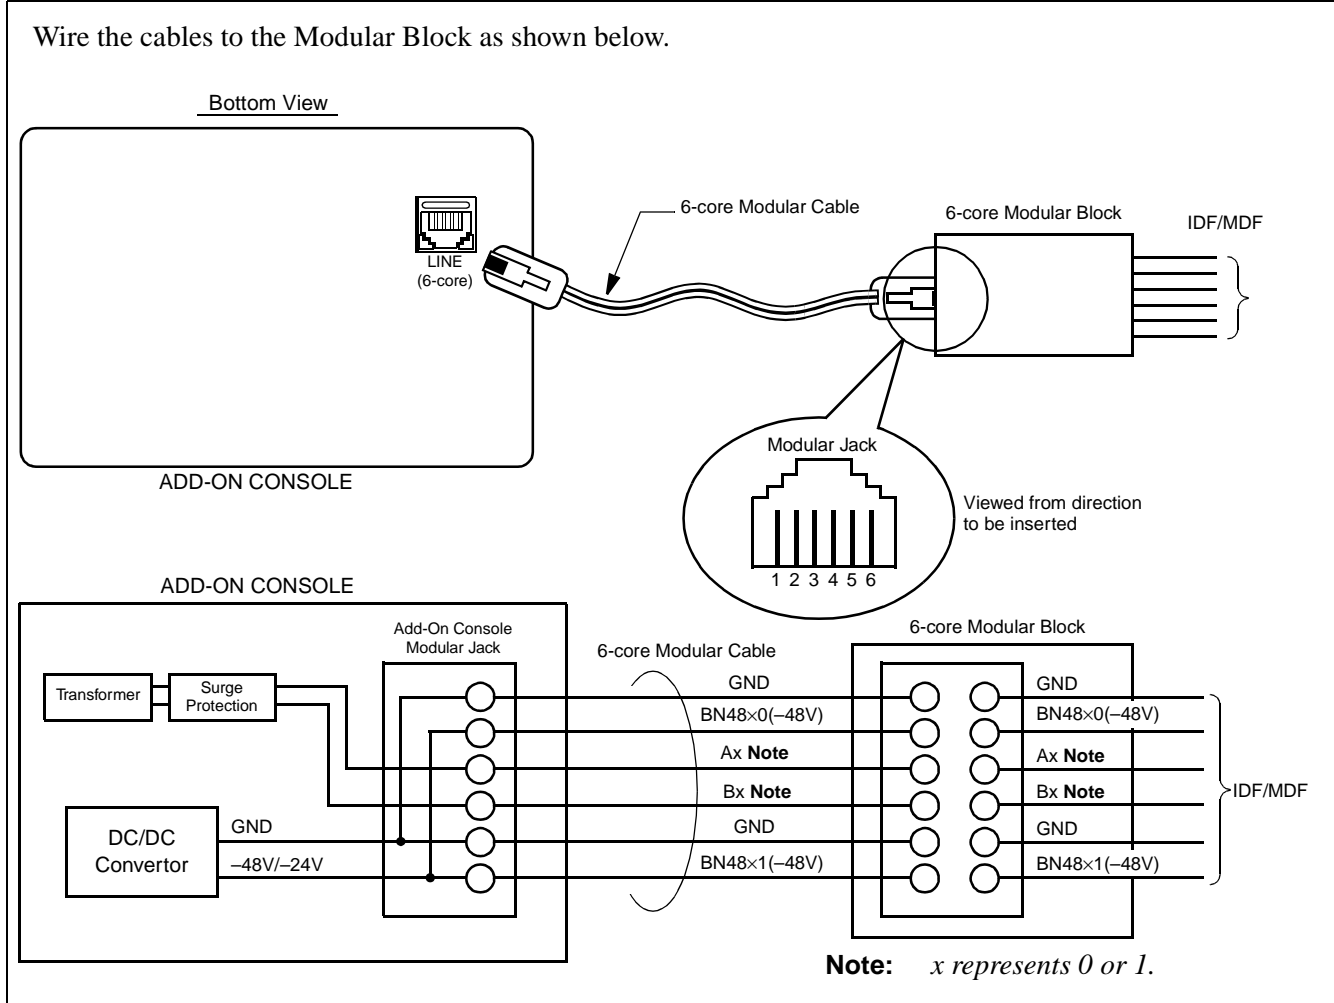 Wire the cables to the Modular Block as shown below.
Bottom View
LINE
(6-core)
6-core Modular Cable
6-core Modular Block
IDF/MDF
ADD-ON CONSOLE
Modular Jack
1 2 3 4 5 6
Viewed from direction
to be inserted
ADD-ON CONSOLE
Add-On Console
Modular Jack
6-core Modular Cable
6-core Modular Block
Transformer
Surge
Protection
GND
BN48×0(–48V)
Ax Note
Bx Note
GND
BN48×1(–48V)
GND
BN48×0(–48V)
Ax Note
Bx Note
GND
BN48×1(–48V)
IDF/MDF
DC/DC
Convertor
GND
–48V/–24V
Note: x represents 0 or 1.